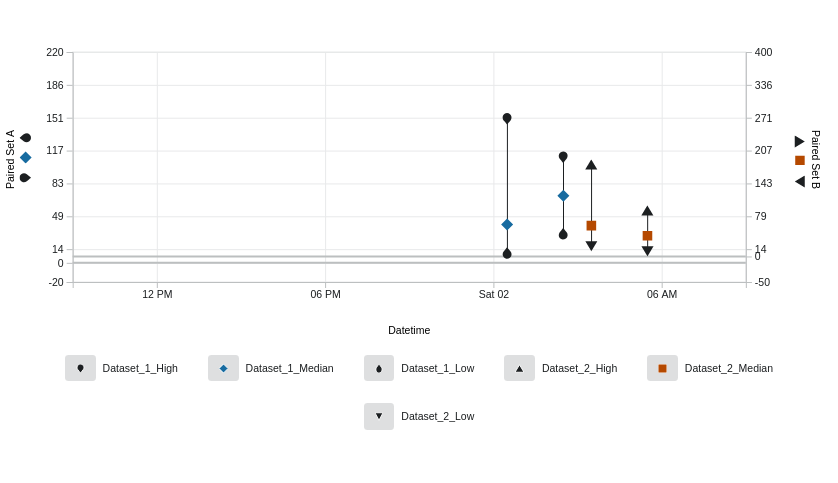 220
186
151
117
83
49
14
0
-20
400
336
271
207
143
79
14
0
-50
Paired Set A
Paired Set B
12 PM
06 PM
Sat 02
06 AM
Datetime
Dataset_1_High
Dataset_1_Median
Dataset_1_Low
Dataset_2_High
Dataset_2_Median
Dataset_2_Low